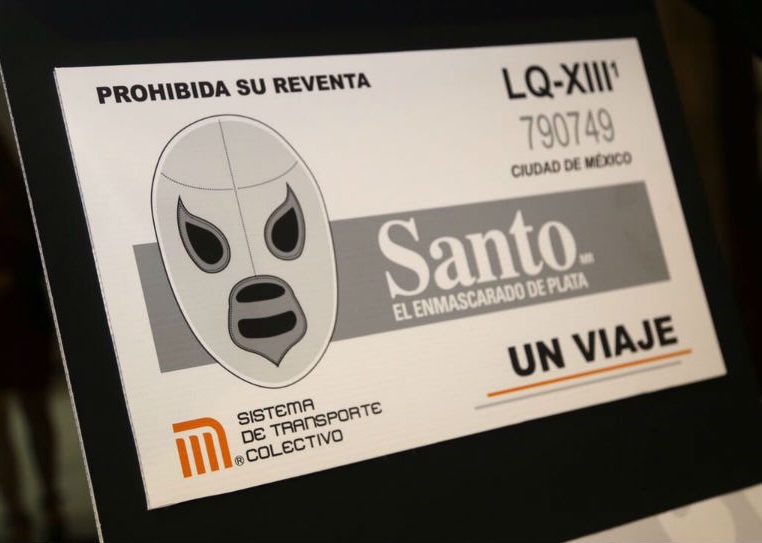 PROHIBIDA SU REVENTA
LQ-XIII¹
790749
CIUDAD DE MÉXICO
Santo MR
EL ENMASCARADO DE PLATA
UN VIAJE
SISTEMA
DE TRANSPORTE
®COLECTIVO